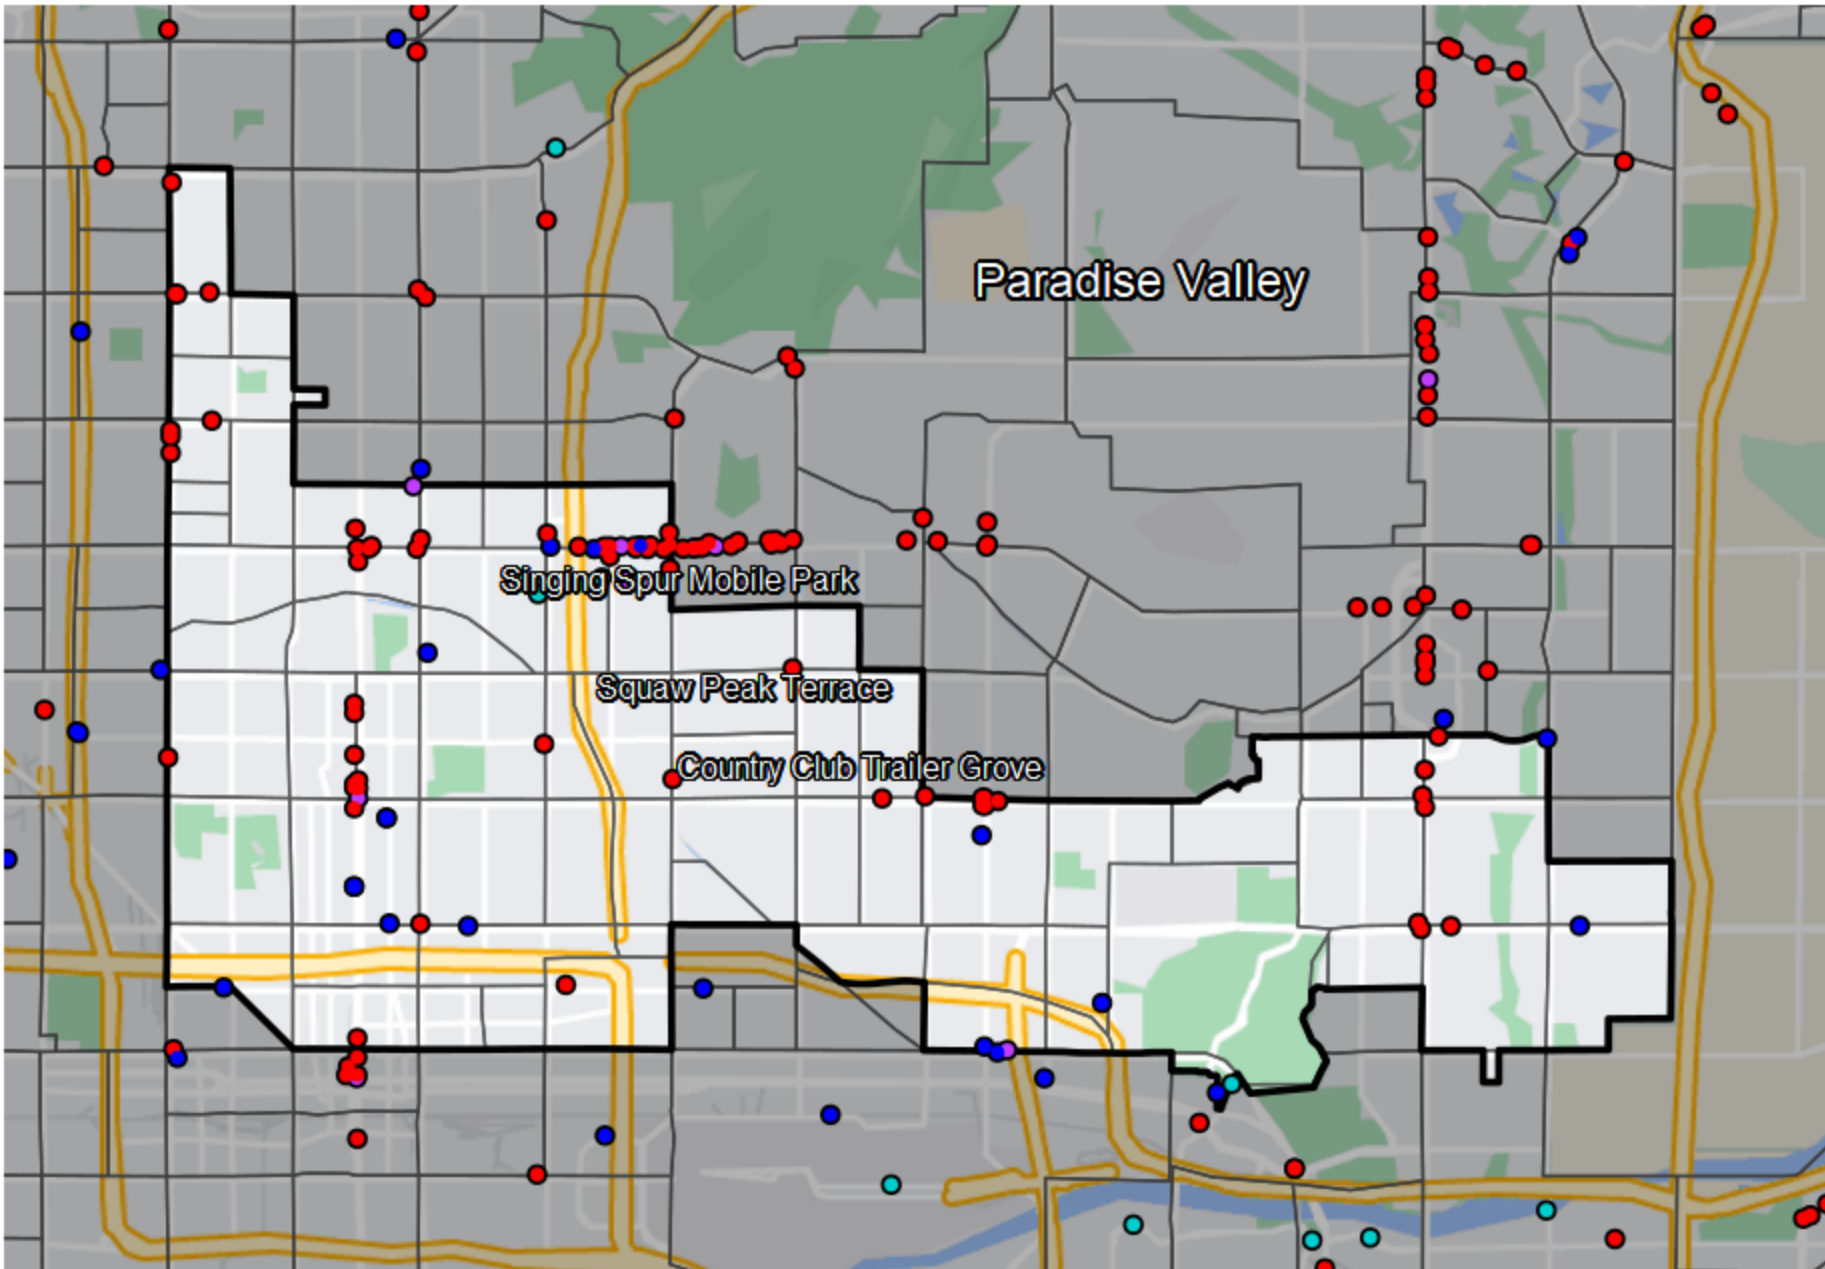 Paradise Valley
Singing Spur Mobile Park
Squaw Peak Terrace
Country Club Trailer Grove